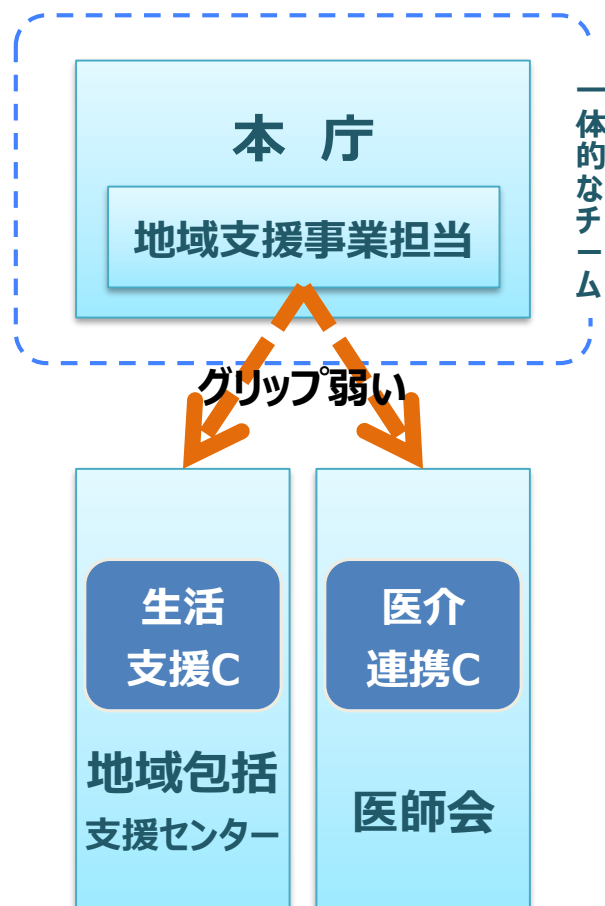 本 庁
地域支援事業担当
一体的なチーム
グリップ弱い
生活
支援C
地域包括
支援センター
医介
連携C
医師会